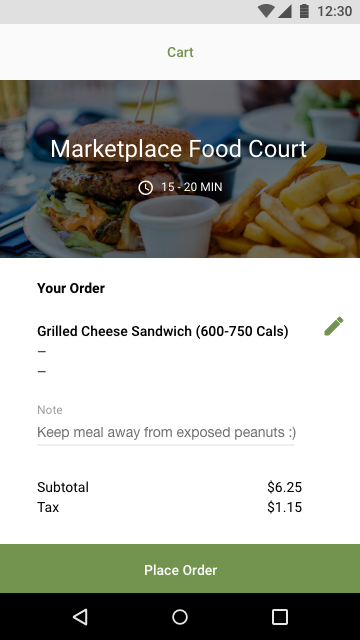 12:30
Cart
Marketplace Food Court
15 - 20 MIN
Your Order
Grilled Cheese Sandwich (600-750 Cals)
–
–
Note
Keep meal away from exposed peanuts :)
Subtotal $6.25
Tax $1.15
Place Order